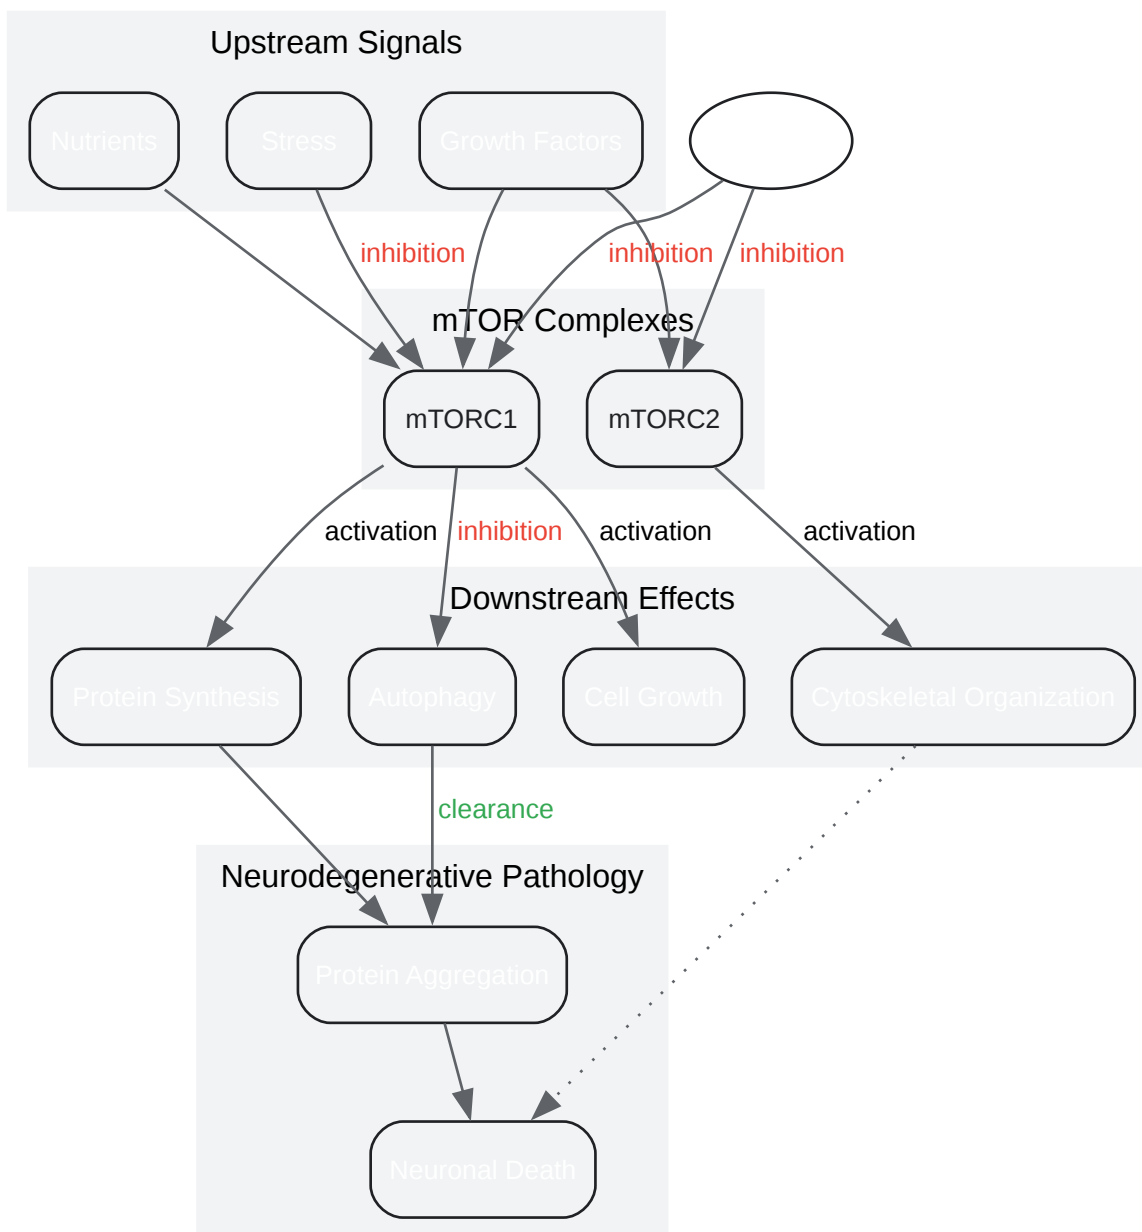 Upstream Signals
Nutrients
Stress
Growth Factors
inhibition
inhibition
inhibition
mTOR Complexes
mTORC1
mTORC2
activation
inhibition
activation
activation
Downstream Effects
Protein Synthesis
Autophagy
Cell Growth
Cytoskeletal Organization
clearance
Neurodegenerative Pathology
Protein Aggregation
Neuronal Death